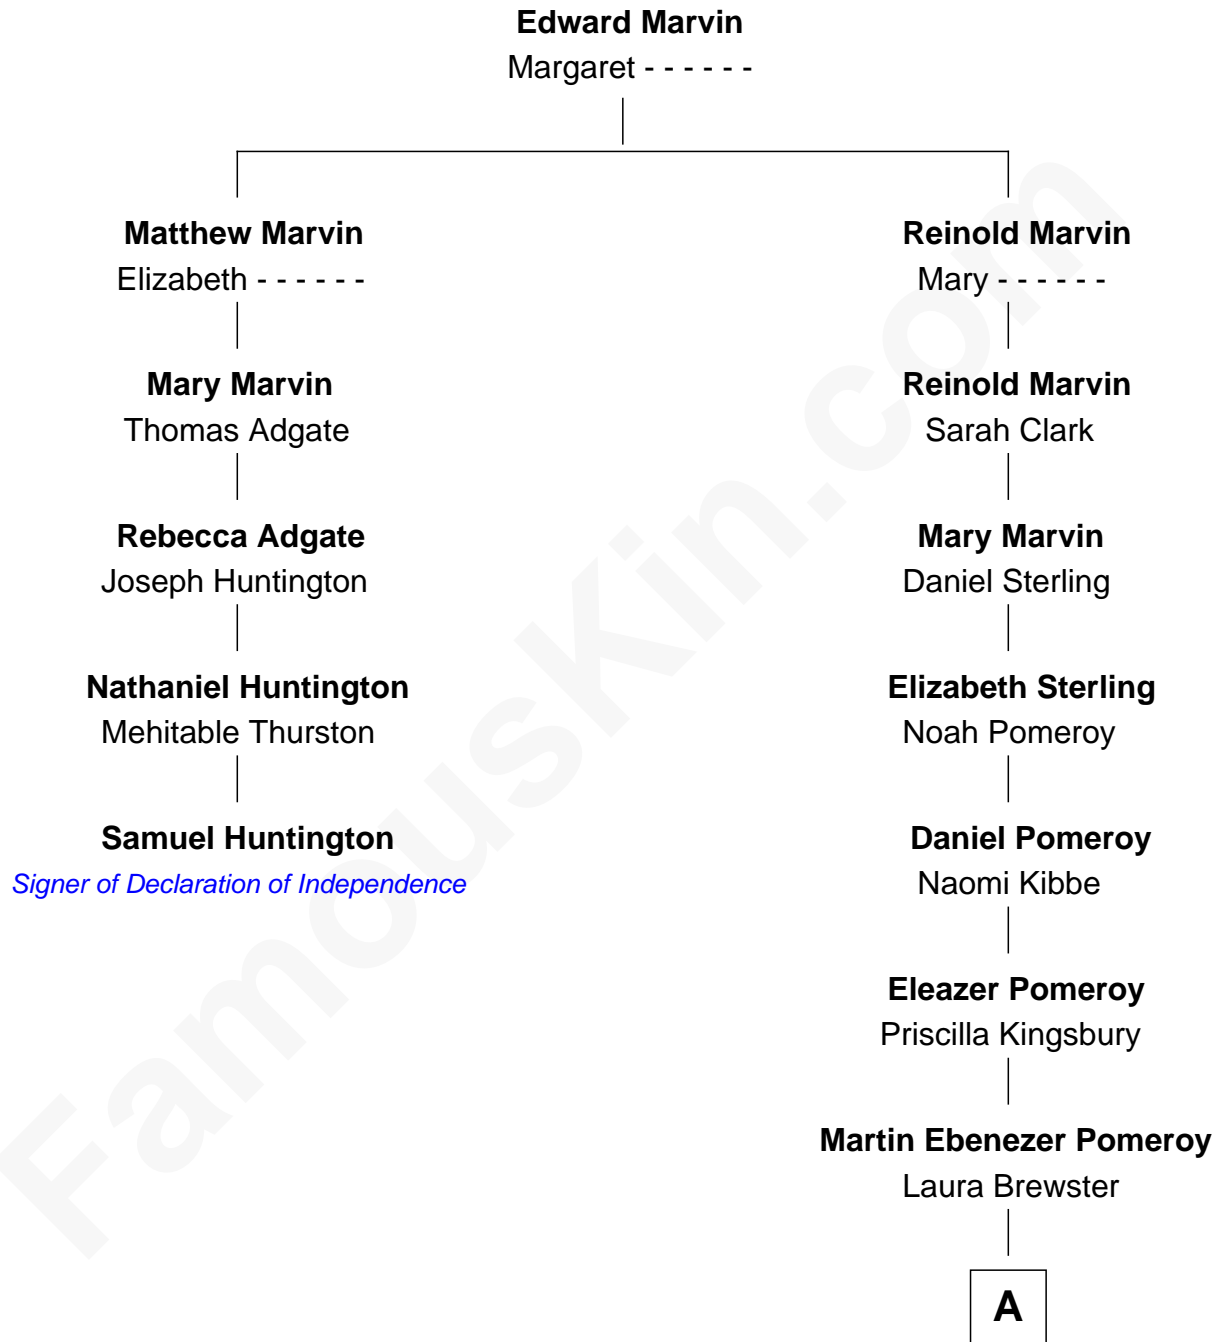 Edward Marvin
Margaret - - - - - -
Matthew Marvin
Elizabeth - - - - - -
Reinold Marvin
Mary - - - - - -
Mary Marvin
Thomas Adgate
Reinold Marvin
Sarah Clark
Rebecca Adgate
Joseph Huntington
Mary Marvin
Daniel Sterling
Nathaniel Huntington
Mehitable Thurston
Elizabeth Sterling
Noah Pomeroy
Samuel Huntington
Signer of Declaration of Independence
Daniel Pomeroy
Naomi Kibbe
Eleazer Pomeroy
Priscilla Kingsbury
Martin Ebenezer Pomeroy
Laura Brewster
A
FamousKin.com